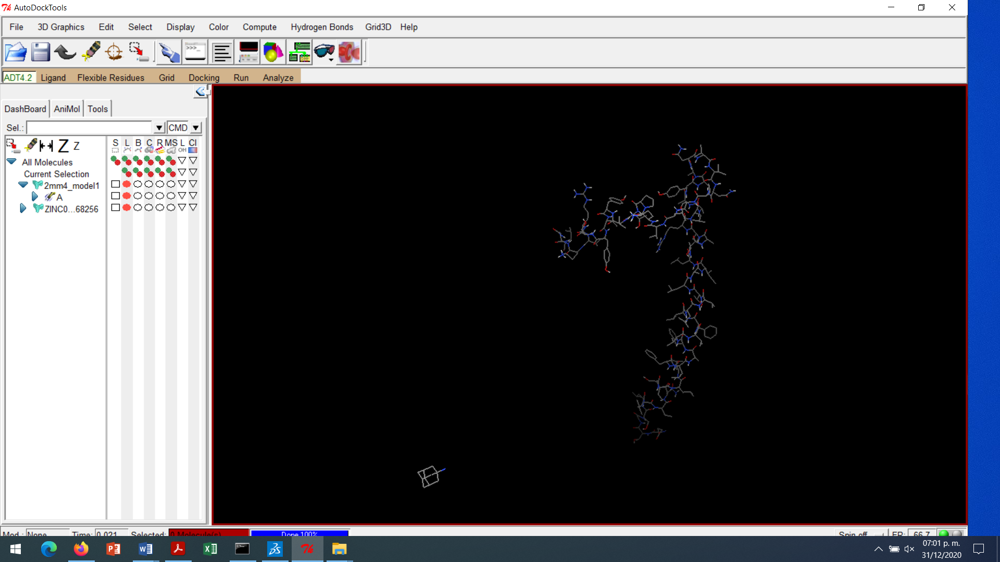 AutoDockTools
File 3D Graphics Edit Select Display Color Compute Hydrogen Bonds Grid3D Help
>>>_
ADT4.2 Ligand Flexible Residues Grid Docking Run Analyze
DashBoard AniMol Tools
Sel.: CMD
Z Z
S L B C R MS L Cl
OH
All Molecules
Current Selection
2mm4_model1
A
ZINC0...68256
Mod.: None Time: 0.021 Selected: 0 Molecule(s) Done 100% Spin off FR: 66.7
07:01 p. m.
31/12/2020